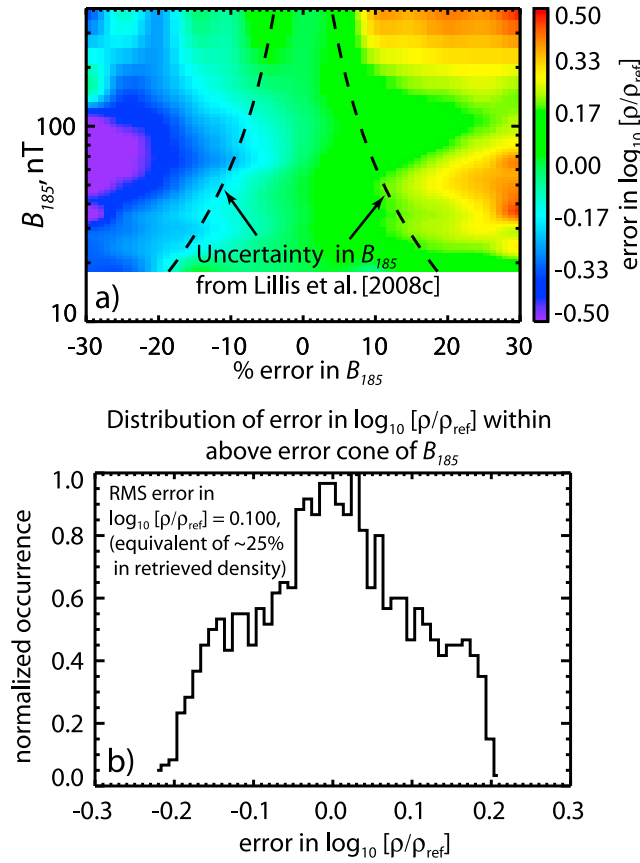 B185, nT
100
10
a)
Uncertainty in B185
from Lillis et al. [2008c]
-30 -20 -10 0 10 20 30
% error in B185
0.50
0.33
0.17
0.00
-0.17
-0.33
-0.50
error in log10 [ρ/ρref]
Distribution of error in log10 [ρ/ρref] within
above error cone of B185
normalized occurrence
1.0
0.8
0.6
0.4
0.2
0.0
RMS error in
log10 [ρ/ρref] = 0.100,
(equivalent of ~25%
in retrieved density)
b)
-0.3 -0.2 -0.1 0.0 0.1 0.2 0.3
error in log10 [ρ/ρref]